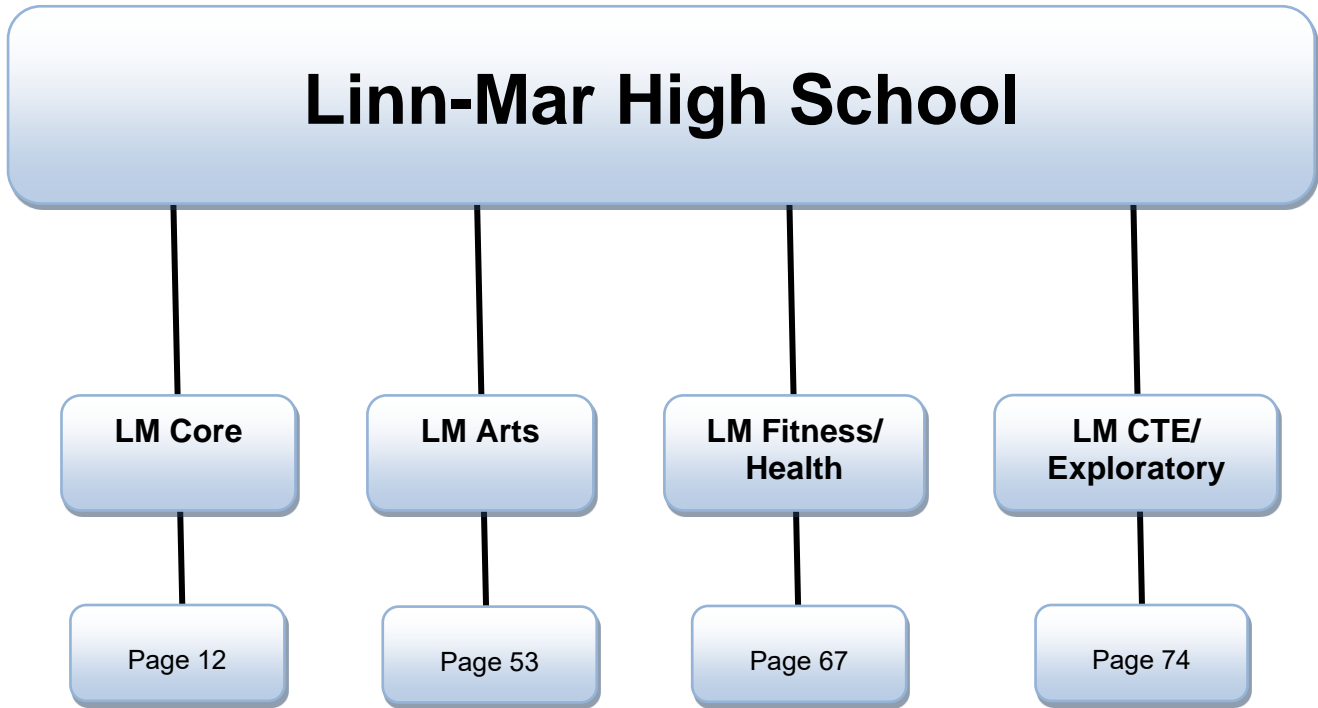 Linn-Mar High School
LM Core
LM Arts
LM Fitness/
Health
LM CTE/
Exploratory
Page 12
Page 53
Page 67
Page 74